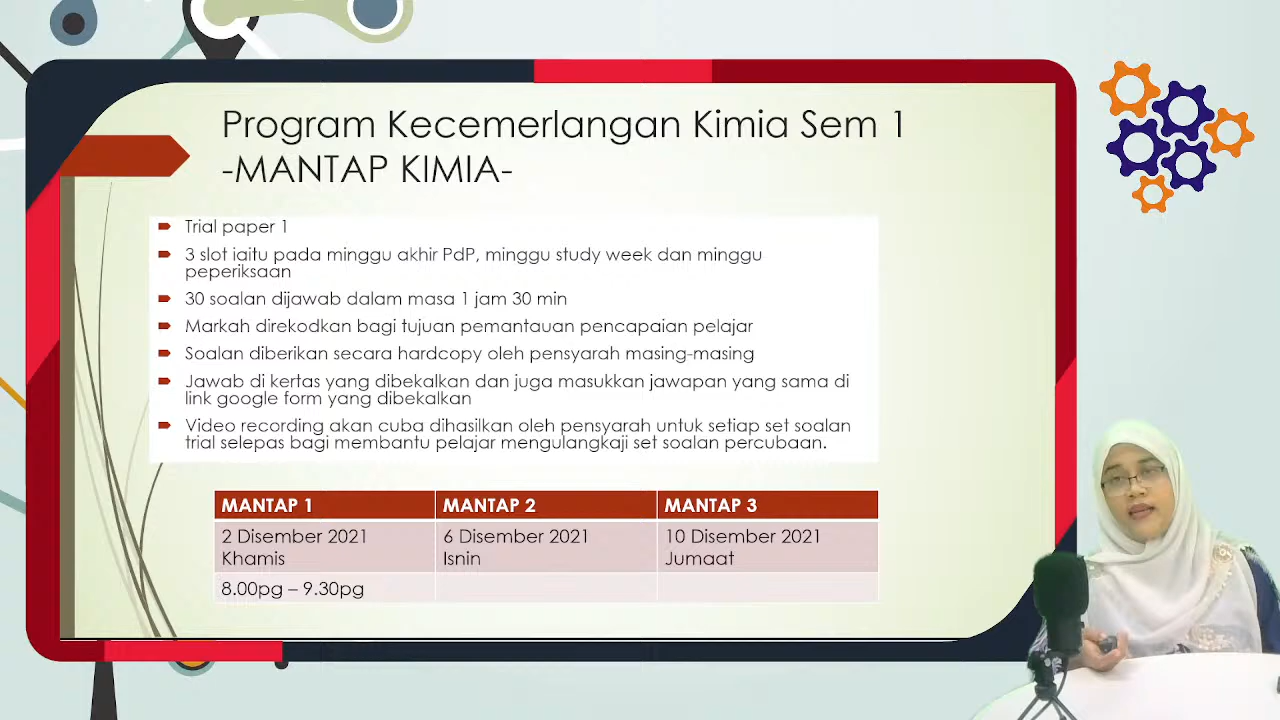 Program Kecemerlangan Kimia Sem 1
-MANTAP KIMIA-
Trial paper 1
3 slot iaitu pada minggu akhir PdP, minggu study week dan minggu
peperiksaan
30 soalan dijawab dalam masa 1 jam 30 min
Markah direkodkan bagi tujuan pemantauan pencapaian pelajar
Soalan diberikan secara hardcopy oleh pensyarah masing-masing
Jawab di kertas yang dibekalkan dan juga masukkan jawapan yang sama di
link google form yang dibekalkan
Video recording akan cuba dihasilkan oleh pensyarah untuk setiap set soalan
trial selepas bagi membantu pelajar mengulangkaji set soalan percubaan.
MANTAP 1 MANTAP 2 MANTAP 3
2 Disember 2021 6 Disember 2021 10 Disember 2021
Khamis Isnin Jumaat
8.00pg – 9.30pg